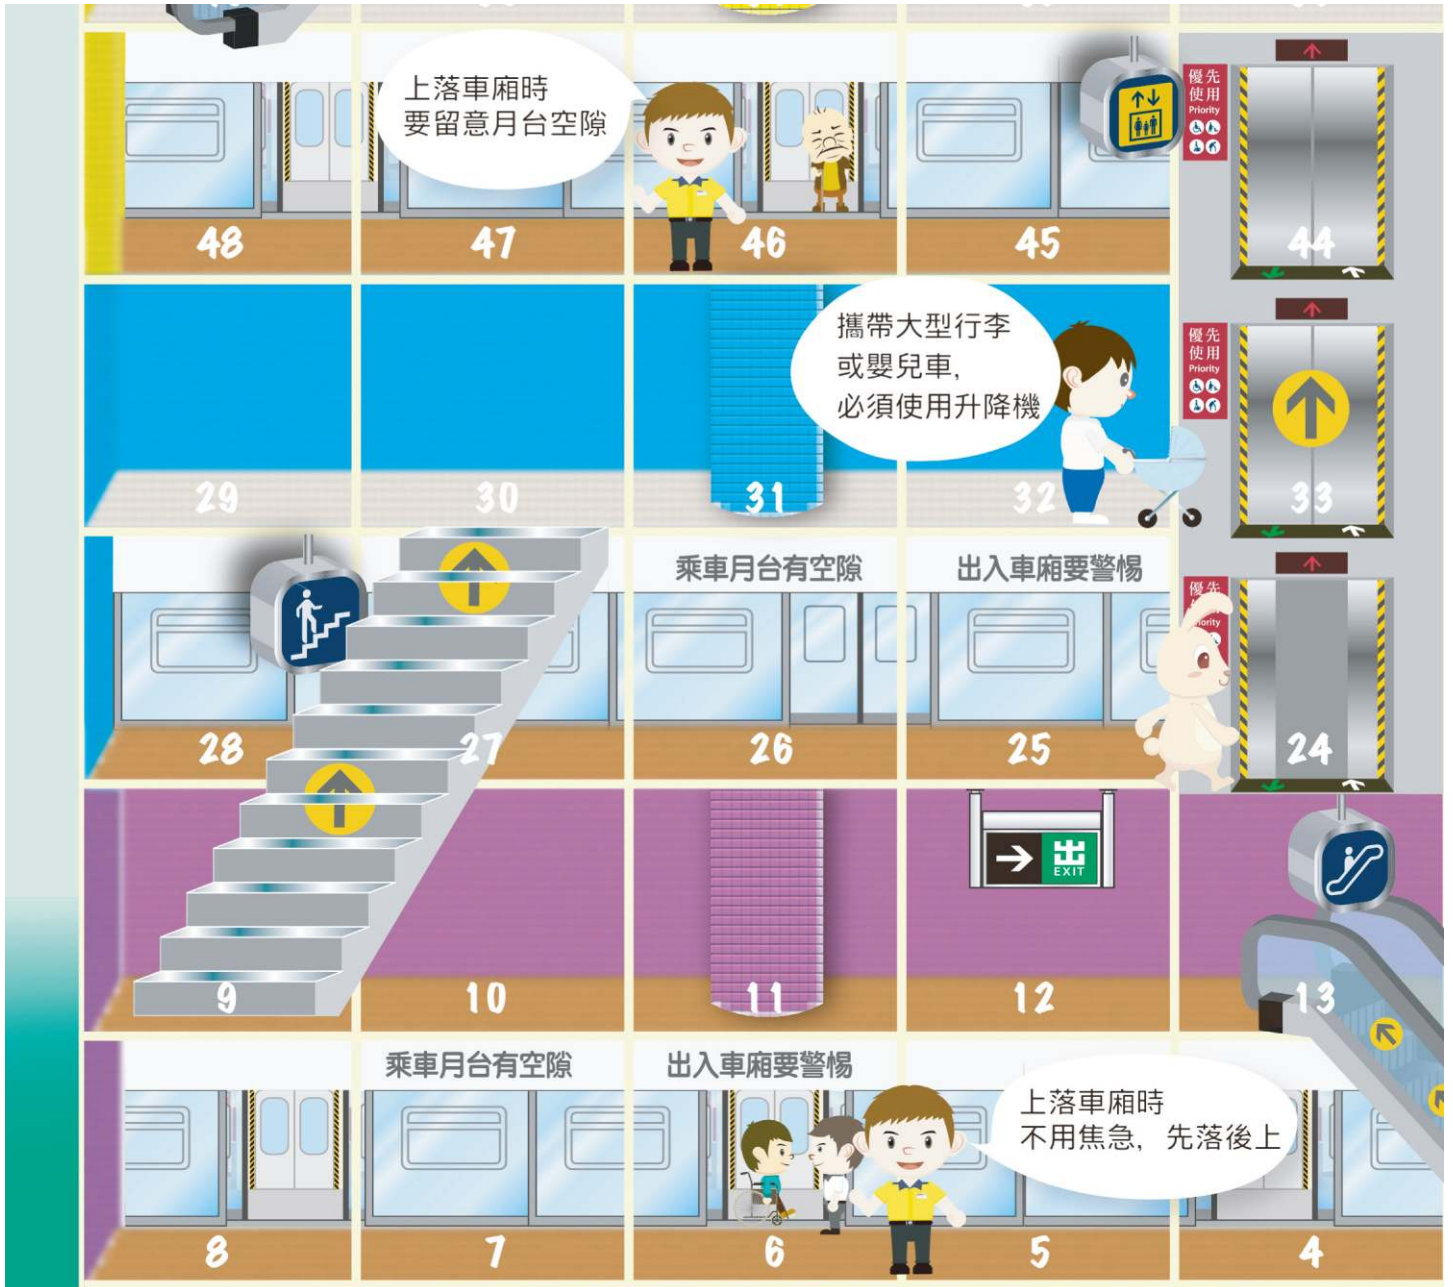 上落車廂時
要留意月台空隙
優先
使用
Priority
48
47
46
45
44
攜帶大型行李
或嬰兒車,
必須使用升降機
優先
使用
Priority
29
30
31
32
33
乘車月台有空隙
出入車廂要警惕
優先
28
27
26
25
24
出
EXIT
9
10
11
12
13
乘車月台有空隙
出入車廂要警惕
上落車廂時
不用焦急, 先落後上
8
7
6
5
4